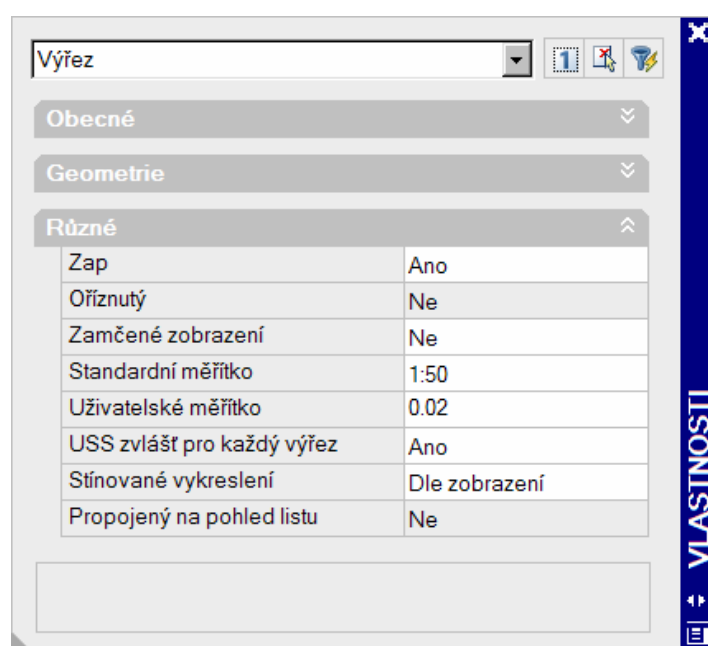 Výřez
1
Obecné
Geometrie
Různé
Zap Ano
Oříznutý Ne
Zamčené zobrazení Ne
Standardní měřítko 1:50
Uživatelské měřítko 0.02
USS zvlášť pro každý výřez Ano
Stínované vykreslení Dle zobrazení
Propojený na pohled listu Ne
VLASTNOSTI